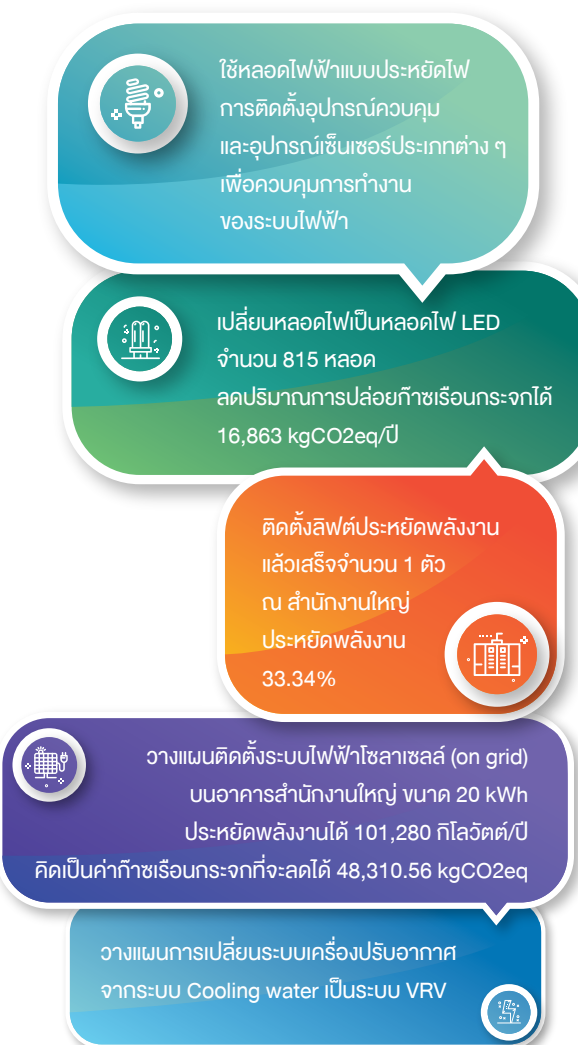 ใช้หลอดไฟฟ้าแบบประหยัดไฟ
การติดตั้งอุปกรณ์ควบคุม
และอุปกรณ์เซ็นเซอร์ประเภทต่าง ๆ
เพื่อควบคุมการทำงาน
ของระบบไฟฟ้า
เปลี่ยนหลอดไฟเป็นหลอดไฟ LED
จำนวน 815 หลอด
ลดปริมาณการปล่อยก๊าซเรือนกระจกได้
16,863 kgCO2eq/ปี
ติดตั้งลิฟต์ประหยัดพลังงาน
แล้วเสร็จจำนวน 1 ตัว
ณ สำนักงานใหญ่
ประหยัดพลังงาน
33.34%
วางแผนติดตั้งระบบไฟฟ้าโซลาเซลล์ (on grid)
บนอาคารสำนักงานใหญ่ ขนาด 20 kWh
ประหยัดพลังงานได้ 101,280 กิโลวัตต์/ปี
คิดเป็นค่าก๊าซเรือนกระจกที่จะลดได้ 48,310.56 kgCO2eq
วางแผนการเปลี่ยนระบบเครื่องปรับอากาศ
จากระบบ Cooling water เป็นระบบ VRV